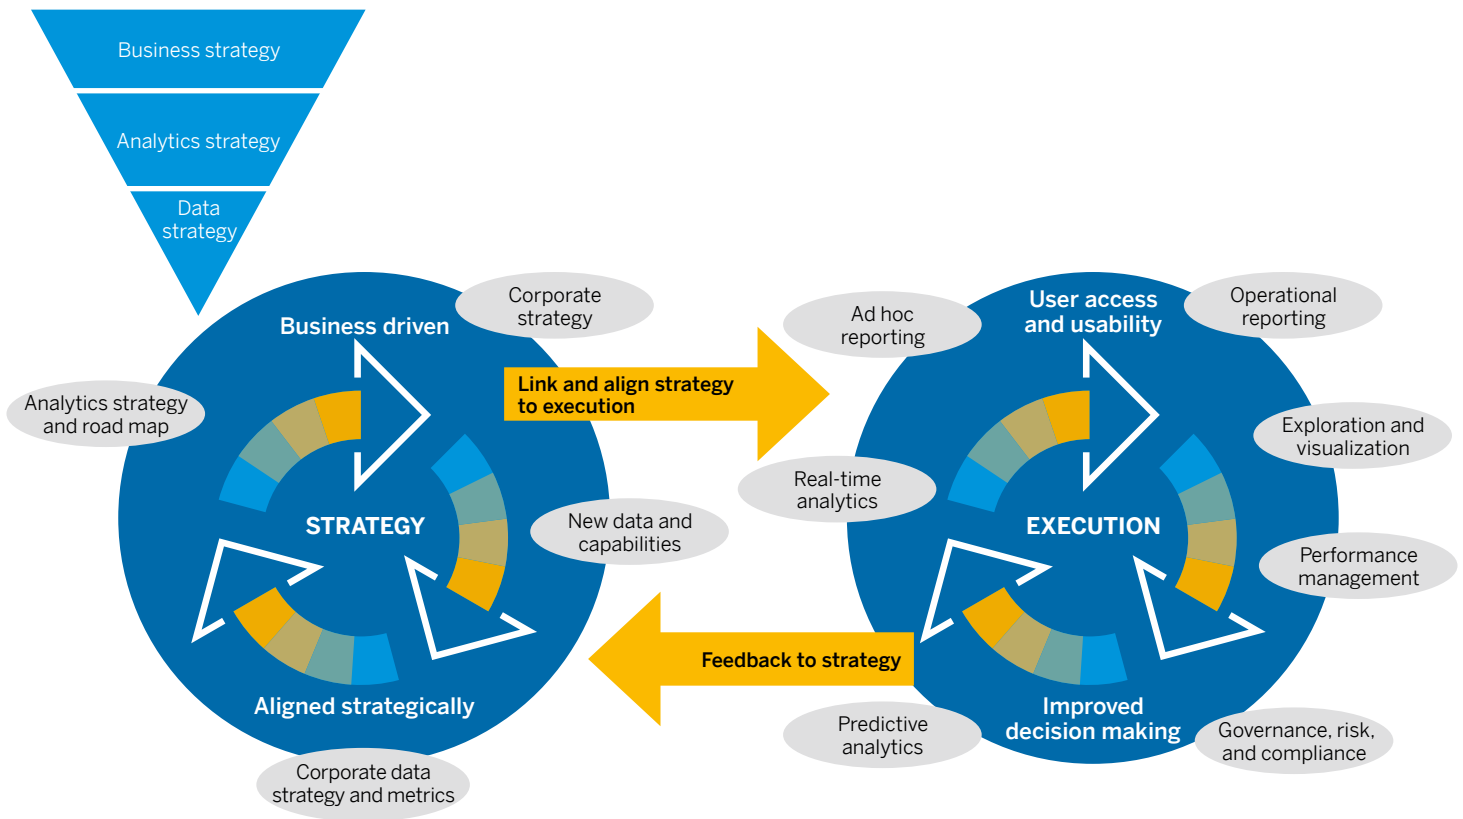 Business strategy
Analytics strategy
Data
strategy
Business driven
Corporate
strategy
Analytics strategy
and road map
STRATEGY
New data and
capabilities
Aligned strategically
Corporate data
strategy and metrics
Link and align strategy
to execution
Feedback to strategy
User access
and usability
Ad hoc
reporting
Operational
reporting
Exploration and
visualization
Real-time
analytics
EXECUTION
Performance
management
Improved
decision making
Predictive
analytics
Governance, risk,
and compliance